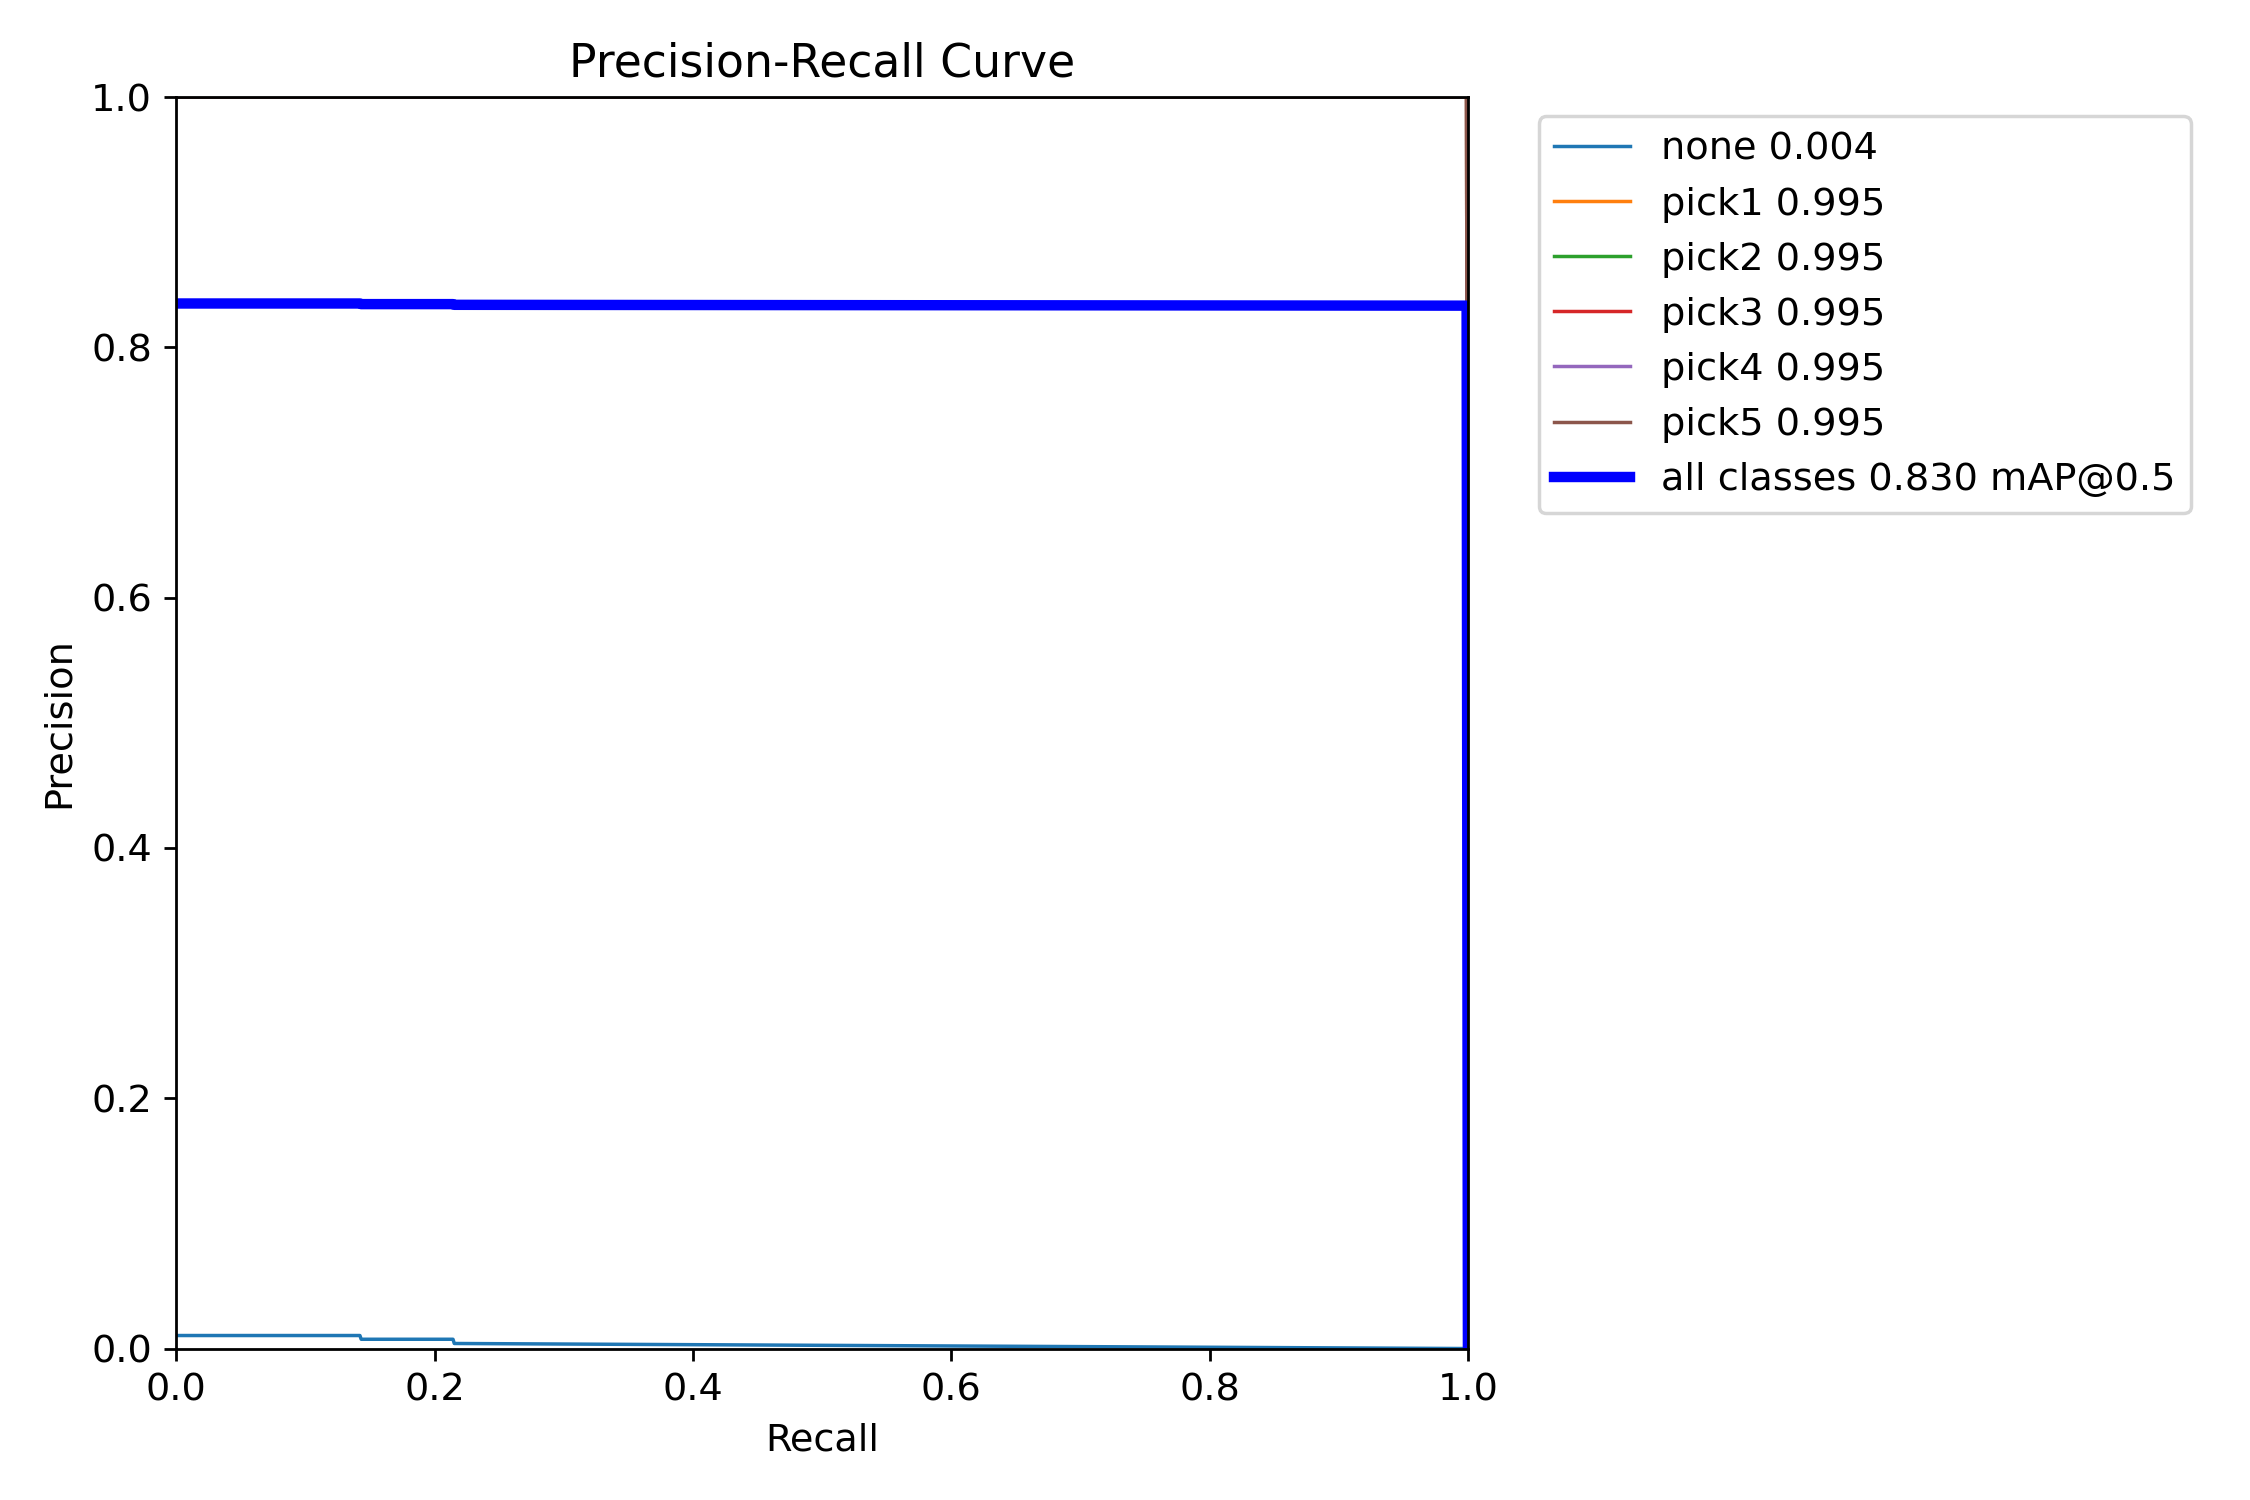 Precision-Recall Curve
1.0
0.8
0.6
0.4
0.2
0.0
Precision
0.0 0.2 0.4 0.6 0.8 1.0
Recall
none 0.004
pick1 0.995
pick2 0.995
pick3 0.995
pick4 0.995
pick5 0.995
all classes 0.830 mAP@0.5